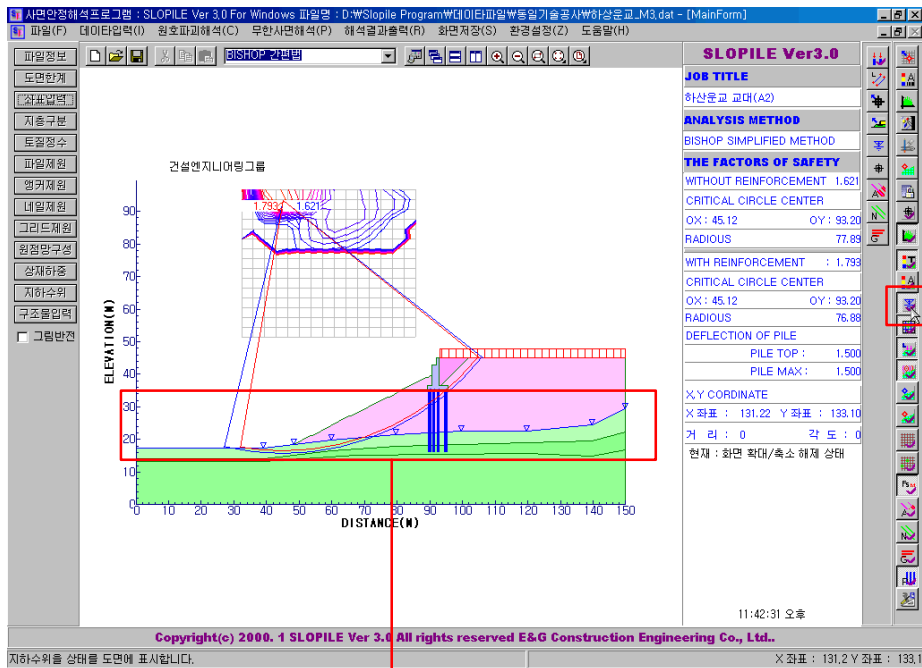 사면안정해석프로그램 : SLOPILE Ver 3,0 For Windows 파일명 : D:₩Slopile Program₩데이타파일₩동일기술공사₩하상운교_M3,dat - [MainForm]
파일(F) 데이타입력(I) 원호파괴해석(C) 무한사면해석(P) 해석결과출력(R) 화면저장(S) 환경설정(Z) 도움말(H)
BISHOP 간편법
파일정보
도면한계
좌표입력
지층구분
토질정수
파일제원
앵커제원
네일제원
그리드제원
원점망구성
상재하중
지하수위
구조물입력
그림반전
건설엔지니어링그룹
1.793 1.621
ELEVATION(M)
90
80
70
60
50
40
30
20
10
0
0 10 20 30 40 50 60 70 80 90 100 110 120 130 140 150
DISTANCE(M)
SLOPILE Ver3.0
JOB TITLE
하산운교 교대(A2)
ANALYSIS METHOD
BISHOP SIMPLIFIED METHOD
THE FACTORS OF SAFETY
WITHOUT REINFORCEMENT 1.621
CRITICAL CIRCLE CENTER
OX : 45.12 OY : 93.20
RADIOUS 77.89
WITH REINFORCEMENT : 1.793
CRITICAL CIRCLE CENTER
OX : 45.12 OY : 93.20
RADIOUS 76.88
DEFLECTION OF PILE
PILE TOP : 1.500
PILE MAX : 1.500
X,Y CORDINATE
X 좌표 : 131.22 Y 좌표 : 133.10
거 리 : 0 각 도 : 0
현재 : 화면 확대/축소 해제 상태
11:42:31 오후
Copyright(c) 2000. 1 SLOPILE Ver 3.0 All rights reserved E&G Construction Engineering Co., Ltd..
지하수위을 상태를 도면에 표시합니다.
X 좌표 : 131,2 Y 좌표 : 133,1